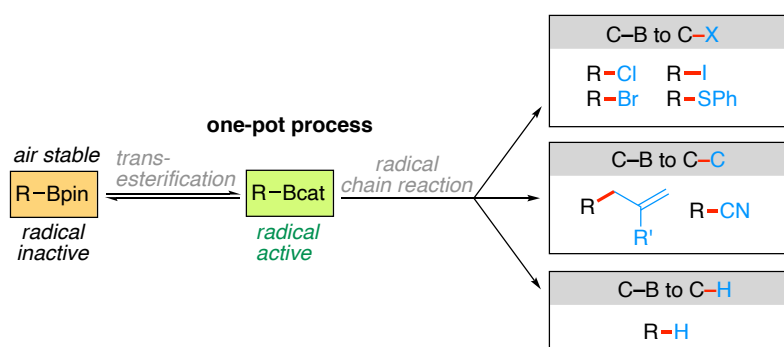 one-pot process
air stable
R–Bpin
radical
inactive
trans-
esterification
R–Bcat
radical
active
radical
chain reaction
C–B to C–X
R–Cl R–I
R–Br R–SPh
C–B to C–C
R R' R–CN
C–B to C–H
R–H